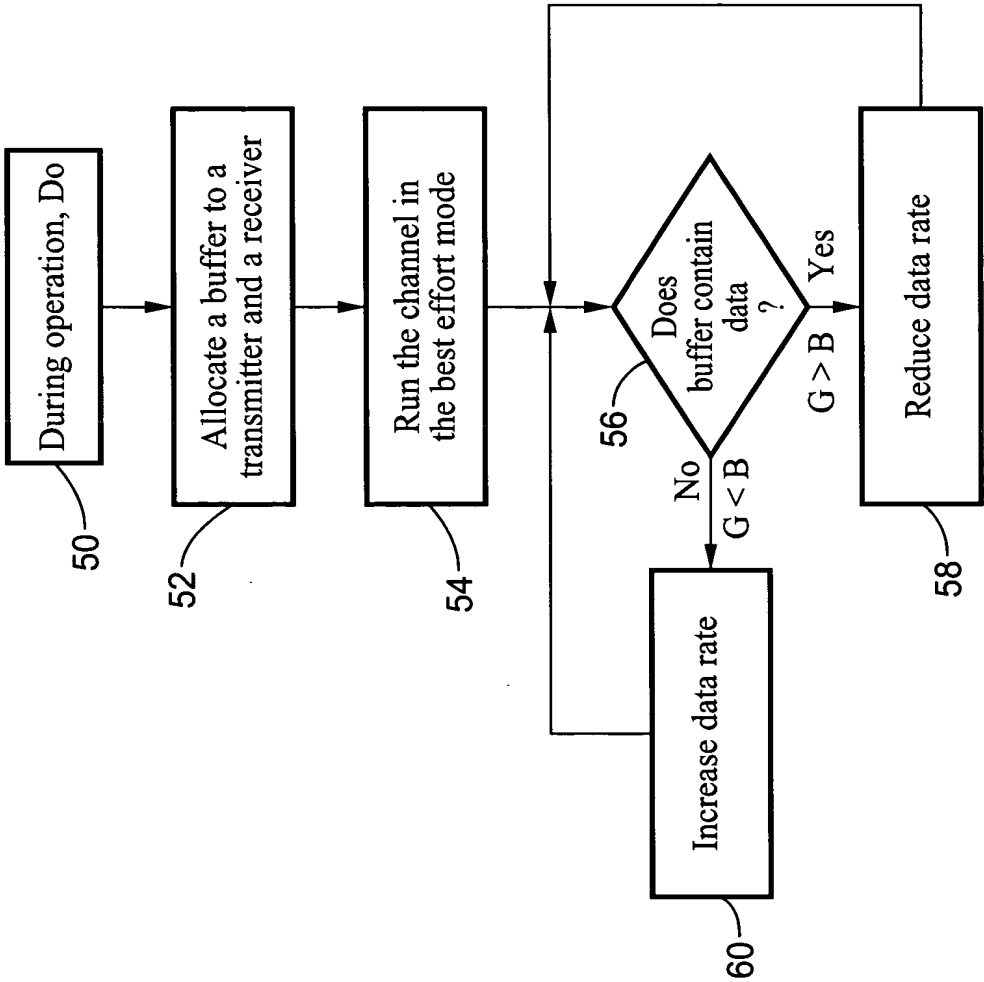 During operation, Do
50
Allocate a buffer to a
transmitter and a receiver
52
Run the channel in
the best effort mode
54
Does
buffer contain
data
?
56
No
G < B
Yes
G > B
Increase data rate
60
Reduce data rate
58